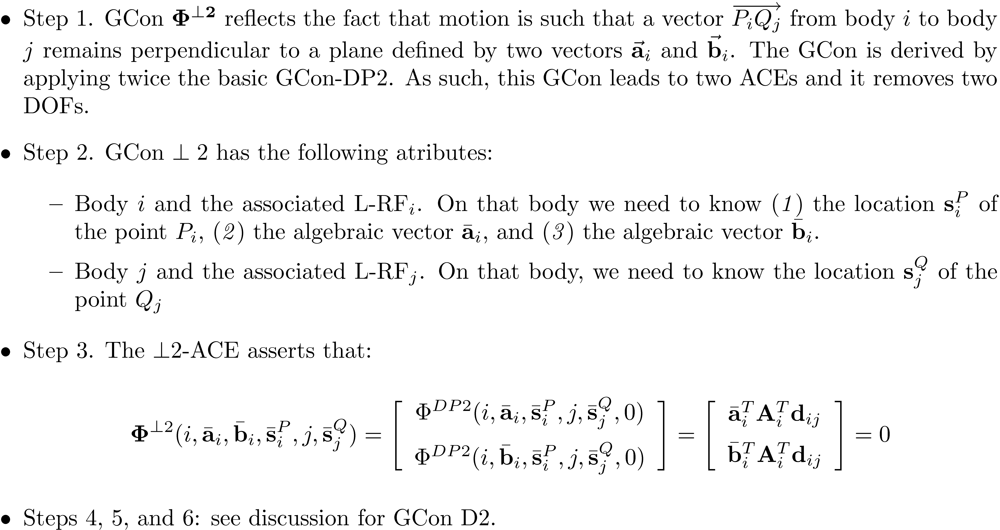 • Step 1. GCon $\mathbf{\Phi}^{\perp \mathbf{2}}$ reflects the fact that motion is such that a vector $\overrightarrow{P_iQ_j}$ from body $i$ to body
$j$ remains perpendicular to a plane defined by two vectors $\vec{\mathbf{a}}_i$ and $\vec{\mathbf{b}}_i$. The GCon is derived by
applying twice the basic GCon-DP2. As such, this GCon leads to two ACEs and it removes two
DOFs.
• Step 2. GCon $\perp 2$ has the following atributes:
– Body $i$ and the associated L-RF$_i$. On that body we need to know (1) the location $\mathbf{s}_i^P$ of
the point $P_i$, (2) the algebraic vector $\bar{\mathbf{a}}_i$, and (3) the algebraic vector $\bar{\mathbf{b}}_i$.
– Body $j$ and the associated L-RF$_j$. On that body, we need to know the location $\mathbf{s}_j^Q$ of the
point $Q_j$
• Step 3. The $\perp$2-ACE asserts that:
$\mathbf{\Phi}^{\perp 2}(i, \bar{\mathbf{a}}_i, \bar{\mathbf{b}}_i, \bar{\mathbf{s}}_i^P, j, \bar{\mathbf{s}}_j^Q) = \left[ \begin{array}{c} \Phi^{DP2}(i, \bar{\mathbf{a}}_i, \bar{\mathbf{s}}_i^P, j, \bar{\mathbf{s}}_j^Q, 0) \\ \Phi^{DP2}(i, \bar{\mathbf{b}}_i, \bar{\mathbf{s}}_i^P, j, \bar{\mathbf{s}}_j^Q, 0) \end{array} \right] = \left[ \begin{array}{c} \bar{\mathbf{a}}_i^T \mathbf{A}_i^T \mathbf{d}_{ij} \\ \bar{\mathbf{b}}_i^T \mathbf{A}_i^T \mathbf{d}_{ij} \end{array} \right] = 0$
• Steps 4, 5, and 6: see discussion for GCon D2.